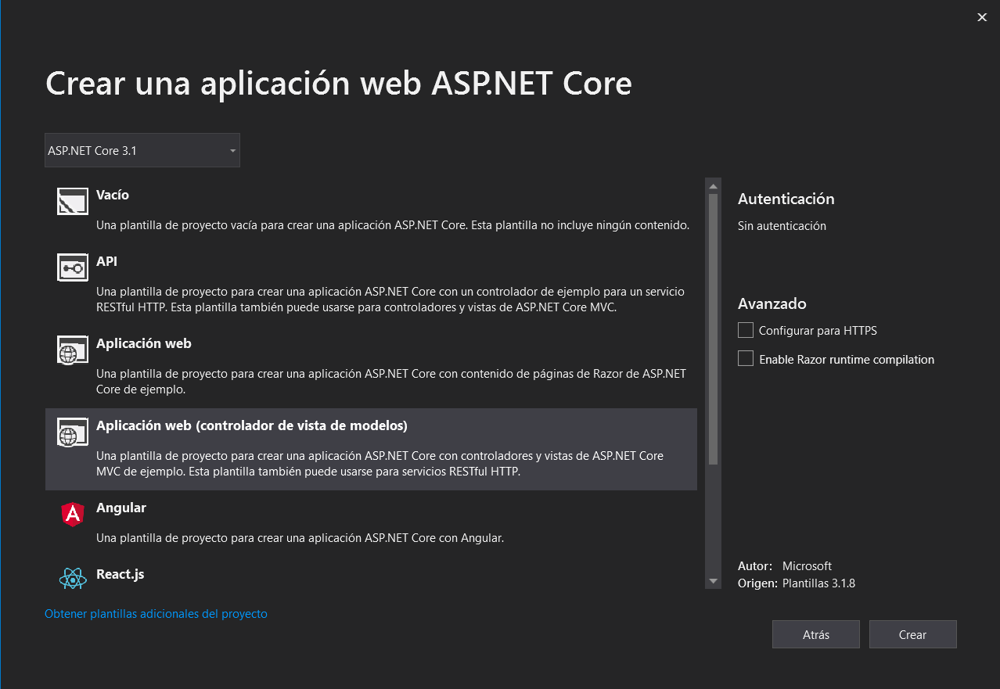 Crear una aplicación web ASP.NET Core
ASP.NET Core 3.1
Vacío
Una plantilla de proyecto vacía para crear una aplicación ASP.NET Core. Esta plantilla no incluye ningún contenido.
API
Una plantilla de proyecto para crear una aplicación ASP.NET Core con un controlador de ejemplo para un servicio
RESTful HTTP. Esta plantilla también puede usarse para controladores y vistas de ASP.NET Core MVC.
Aplicación web
Una plantilla de proyecto para crear una aplicación ASP.NET Core con contenido de páginas de Razor de ASP.NET
Core de ejemplo.
Aplicación web (controlador de vista de modelos)
Una plantilla de proyecto para crear una aplicación ASP.NET Core con controladores y vistas de ASP.NET Core
MVC de ejemplo. Esta plantilla también puede usarse para servicios RESTful HTTP.
Angular
Una plantilla de proyecto para crear una aplicación ASP.NET Core con Angular.
React.js
Obtener plantillas adicionales del proyecto
Autenticación
Sin autenticación
Avanzado
Configurar para HTTPS
Enable Razor runtime compilation
Autor: Microsoft
Origen: Plantillas 3.1.8
Atrás
Crear